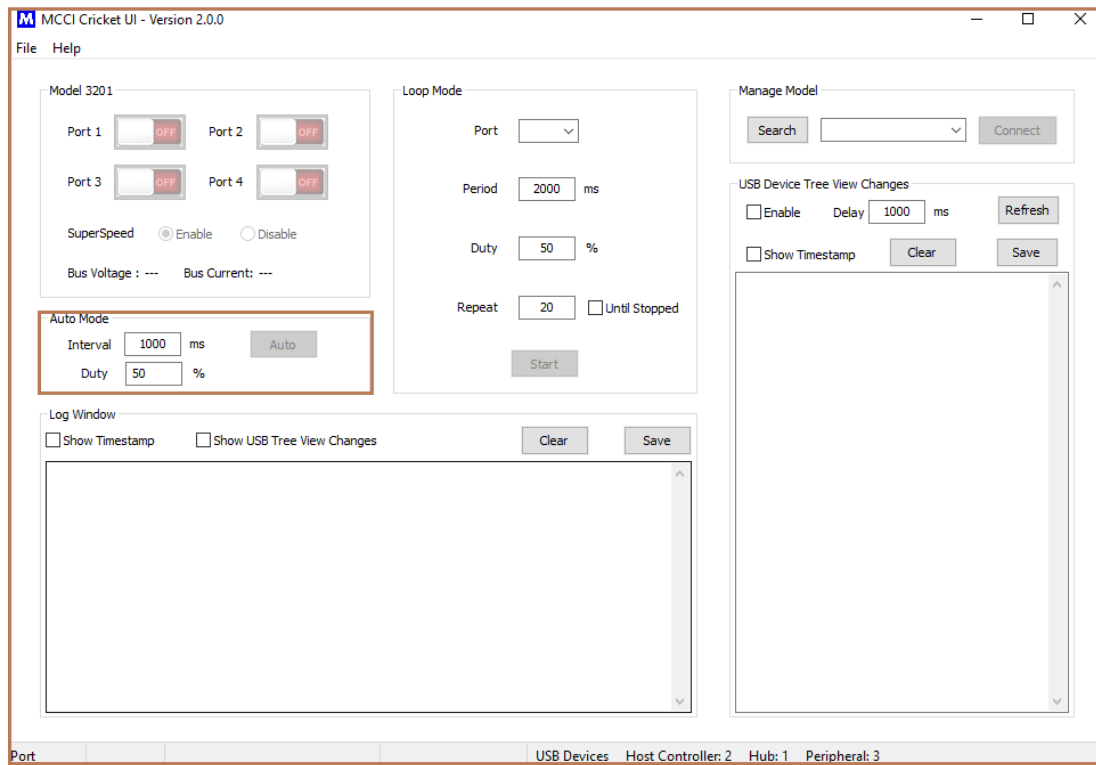 M MCCI Cricket UI - Version 2.0.0
File Help
Model 3201
Port 1 OFF Port 2 OFF
Port 3 OFF Port 4 OFF
SuperSpeed Enable Disable
Bus Voltage : --- Bus Current: ---
Auto Mode
Interval 1000 ms Auto
Duty 50 %
Loop Mode
Port
Period 2000 ms
Duty 50 %
Repeat 20 Until Stopped
Start
Manage Model
Search Connect
USB Device Tree View Changes
Enable Delay 1000 ms Refresh
Show Timestamp Clear Save
Log Window
Show Timestamp Show USB Tree View Changes Clear Save
Port USB Devices Host Controller: 2 Hub: 1 Peripheral: 3